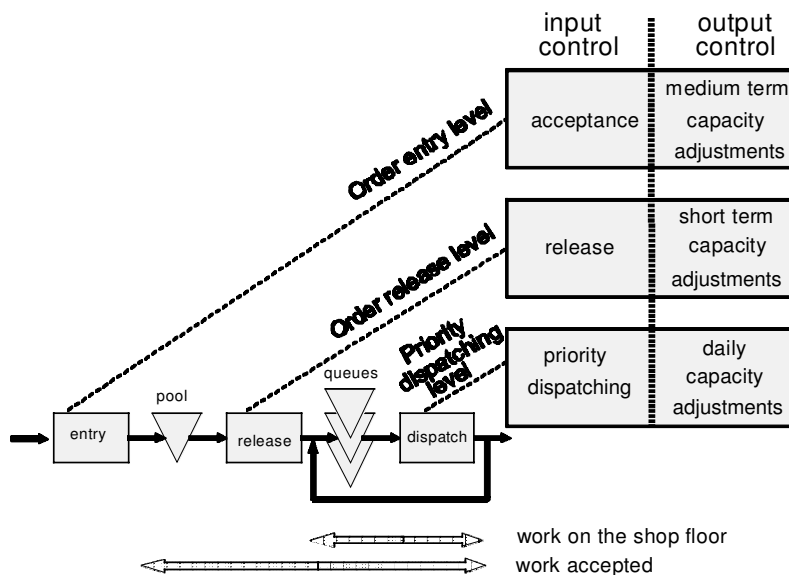 input
control
output
control
acceptance
medium term
capacity
adjustments
Order entry level
release
short term
capacity
adjustments
Order release level
priority
dispatching
daily
capacity
adjustments
Priority
dispatching
level
queues
pool
entry
release
dispatch
work on the shop floor
work accepted